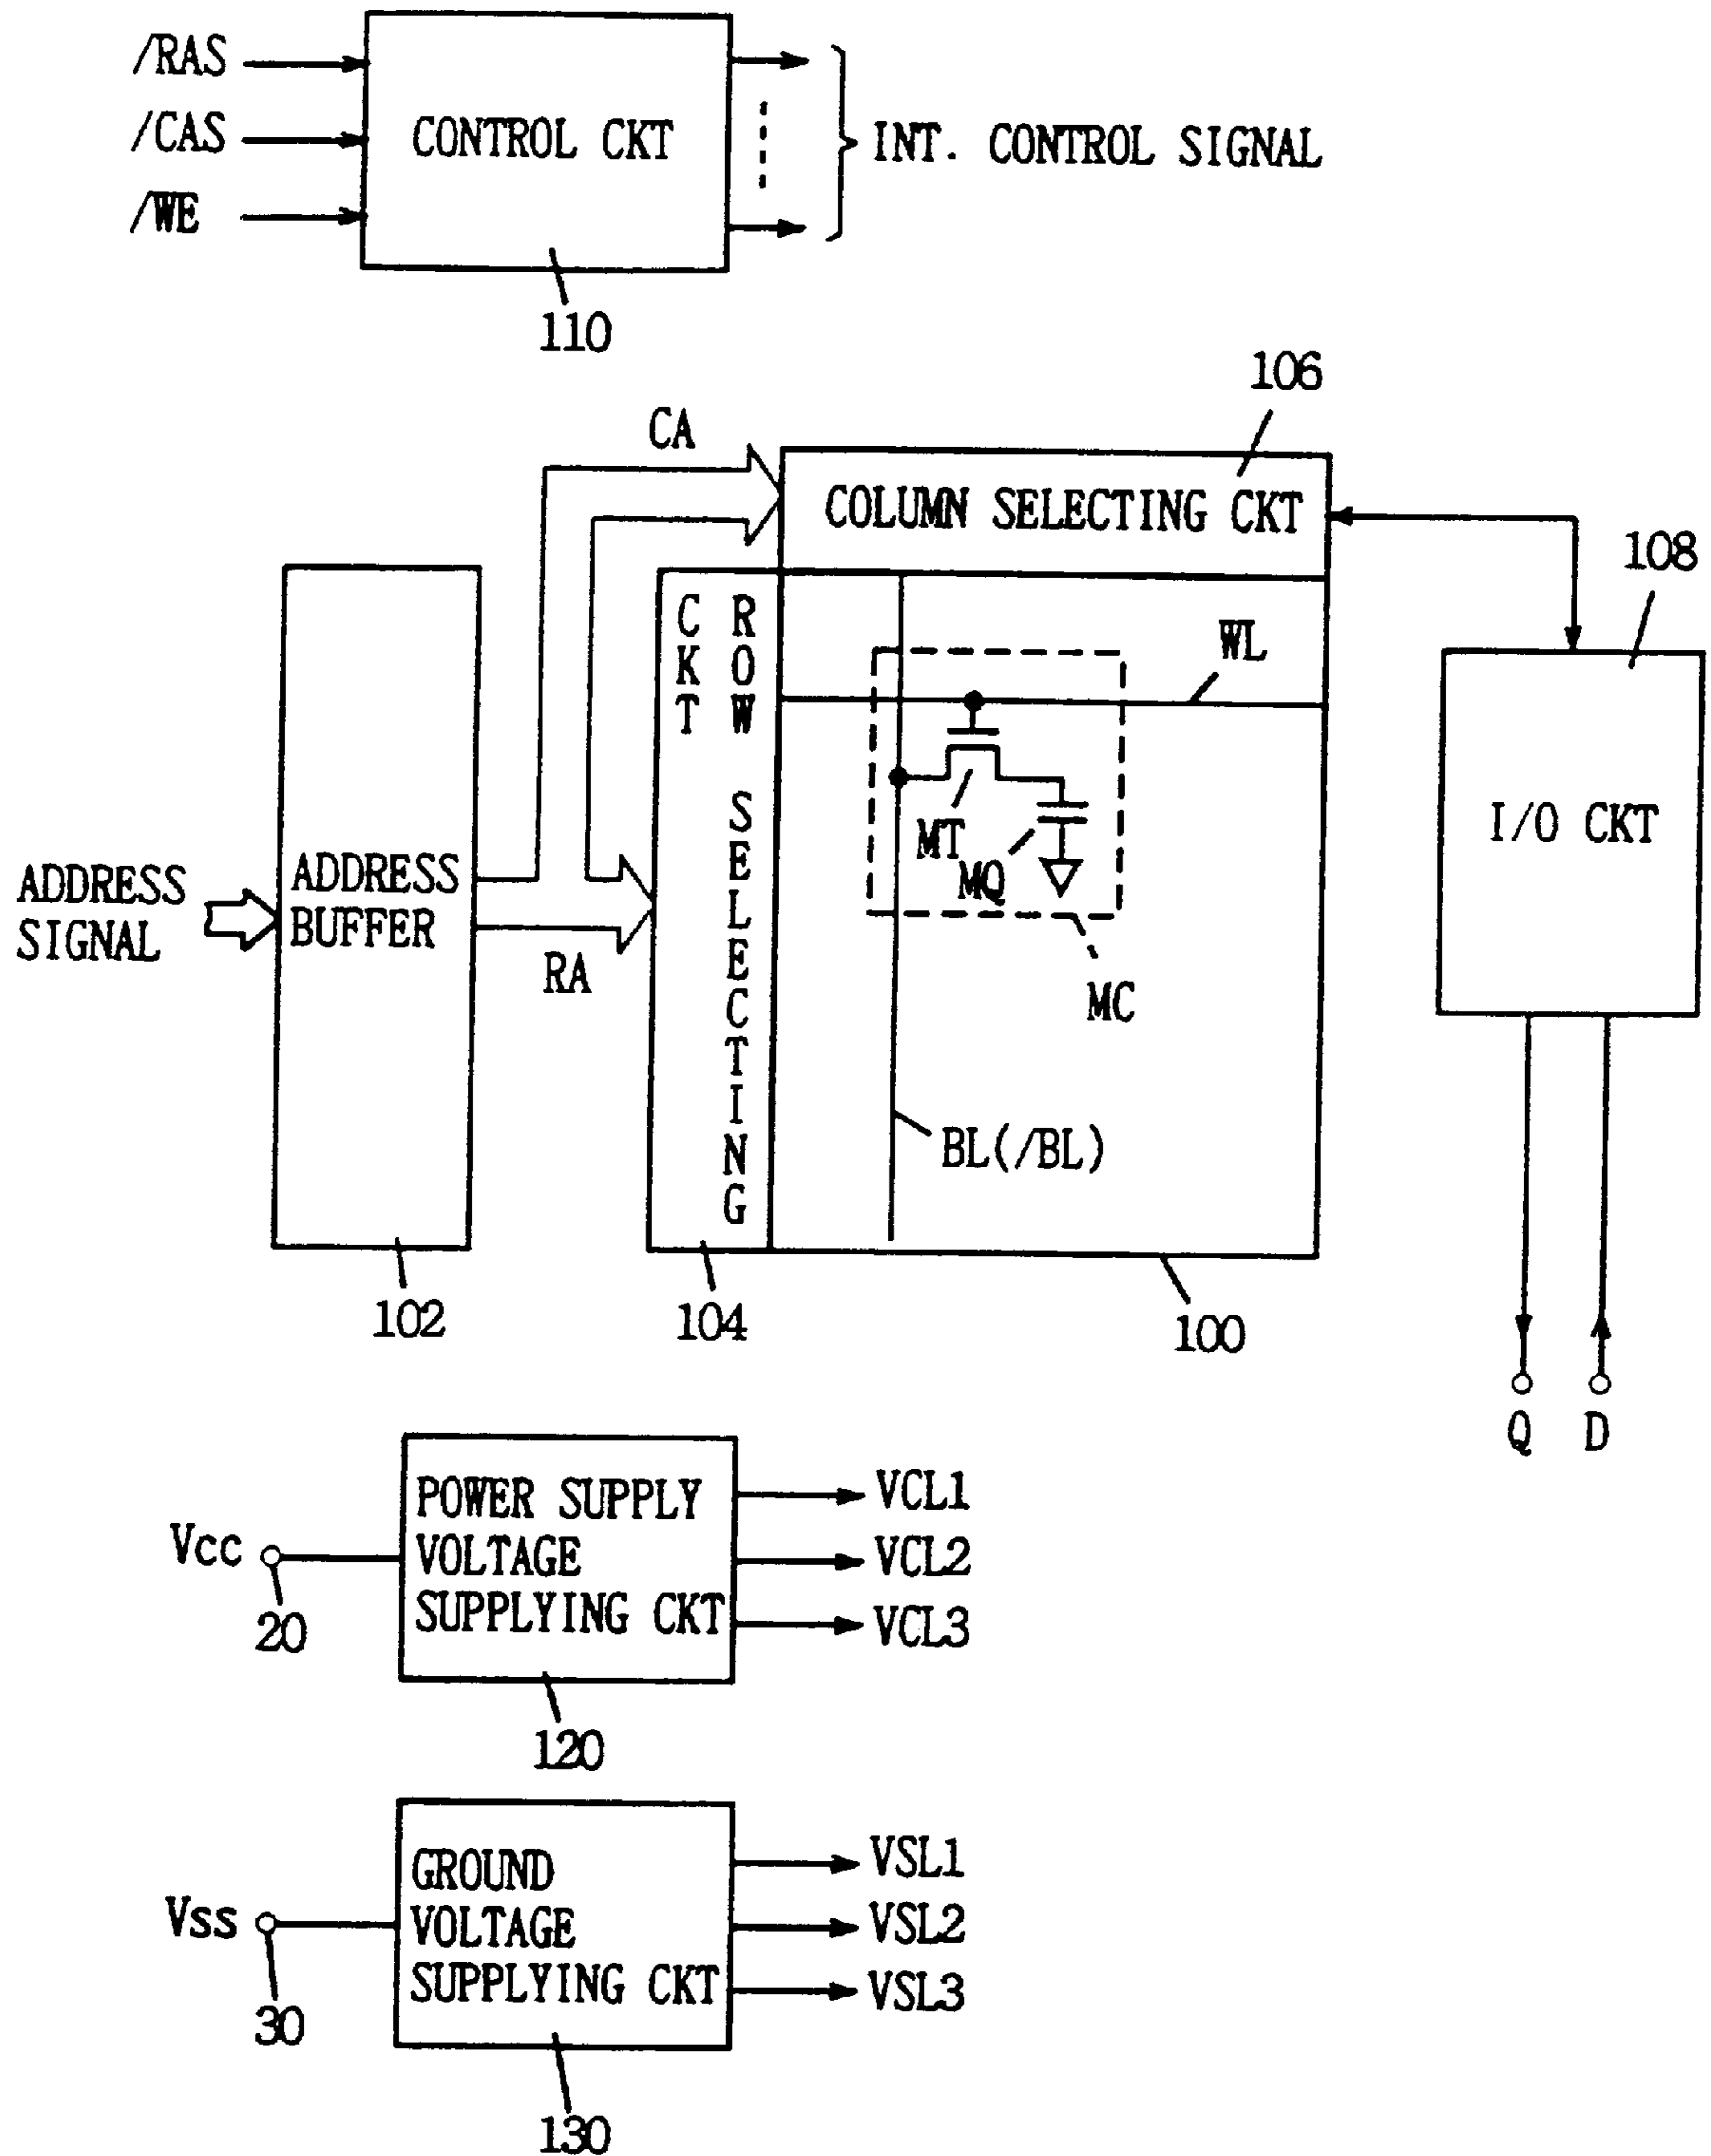 /RAS
/CAS
/WE
CONTROL CKT
INT. CONTROL SIGNAL
110
106
CA
COLUMN SELECTING CKT
108
ROW SELECTING
CKT
WL
MT
MQ
MC
I/O CKT
ADDRESS
SIGNAL
ADDRESS
BUFFER
RA
BL(/BL)
102
104
100
Q
D
POWER SUPPLY
VOLTAGE
SUPPLYING CKT
Vcc
20
VCL1
VCL2
VCL3
120
GROUND
VOLTAGE
SUPPLYING CKT
Vss
30
VSL1
VSL2
VSL3
130